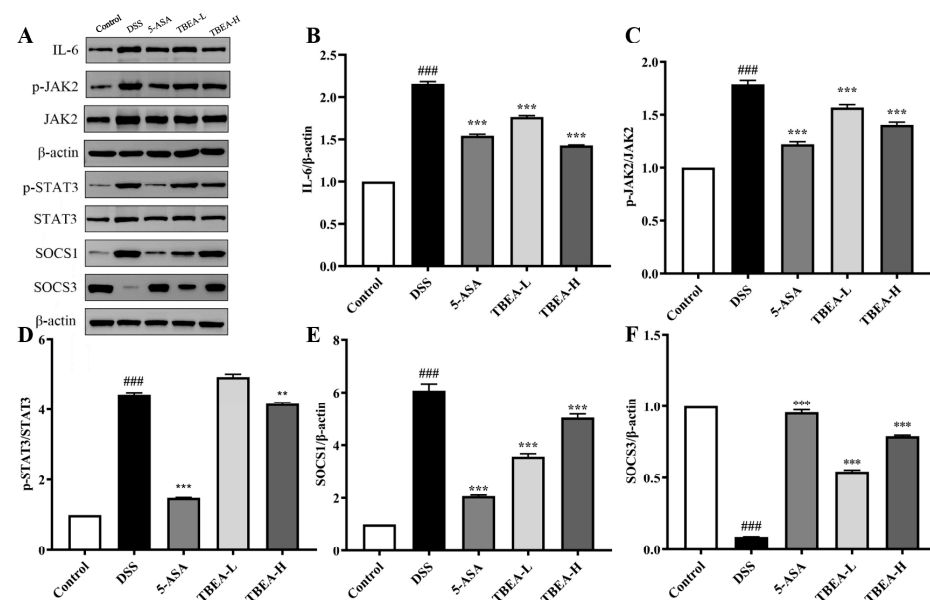 A
Control
DSS
5-ASA
TBEA-L
TBEA-H
IL-6
p-JAK2
JAK2
β-actin
p-STAT3
STAT3
SOCS1
SOCS3
β-actin
B
IL-6/β-actin
2.5
2.0
1.5
1.0
0.5
0.0
###
***
***
***
Control
DSS
5-ASA
TBEA-L
TBEA-H
C
p-JAK2/JAK2
2.0
1.5
1.0
0.5
0.0
###
***
***
***
Control
DSS
5-ASA
TBEA-L
TBEA-H
D
p-STAT3/STAT3
6
4
2
0
###
***
**
Control
DSS
5-ASA
TBEA-L
TBEA-H
E
SOCS1/β-actin
8
6
4
2
0
###
***
***
***
Control
DSS
5-ASA
TBEA-L
TBEA-H
F
SOCS3/β-actin
1.5
1.0
0.5
0.0
###
***
***
***
Control
DSS
5-ASA
TBEA-L
TBEA-H